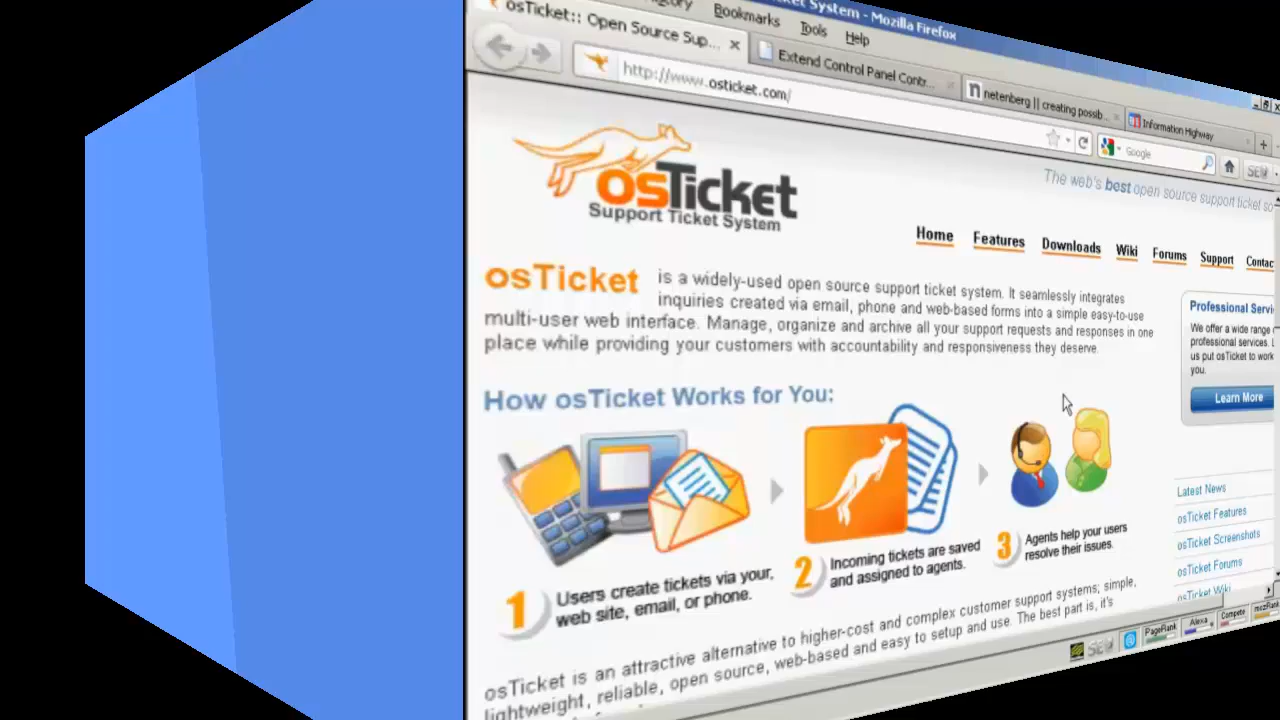 cket System - Mozilla Firefox
History Bookmarks Tools Help
osTicket :: Open Source Sup...
Extend Control Panel Contr...
netenberg || creating possib...
Information Highway
http://www.osticket.com/
Google
osTicket
Support Ticket System
The web's best open source support ticket so
Home Features Downloads Wiki Forums Support Contac
osTicket is a widely-used open source support ticket system. It seamlessly integrates
inquiries created via email, phone and web-based forms into a simple easy-to-use
multi-user web interface. Manage, organize and archive all your support requests and responses in one
place while providing your customers with accountability and responsiveness they deserve.
Professional Servi
We offer a wide range
professional services. L
us put osTicket to work
you.
Learn More
How osTicket Works for You:
1 Users create tickets via your,
web site, email, or phone.
2 Incoming tickets are saved
and assigned to agents.
3 Agents help your users
resolve their issues.
Latest News
osTicket Features
osTicket Screenshots
osTicket Forums
osTicket Wiki
osTicket is an attractive alternative to higher-cost and complex customer support systems; simple,
lightweight, reliable, open source, web-based and easy to setup and use. The best part is, it's
PageRank Alexa Compete mozRank